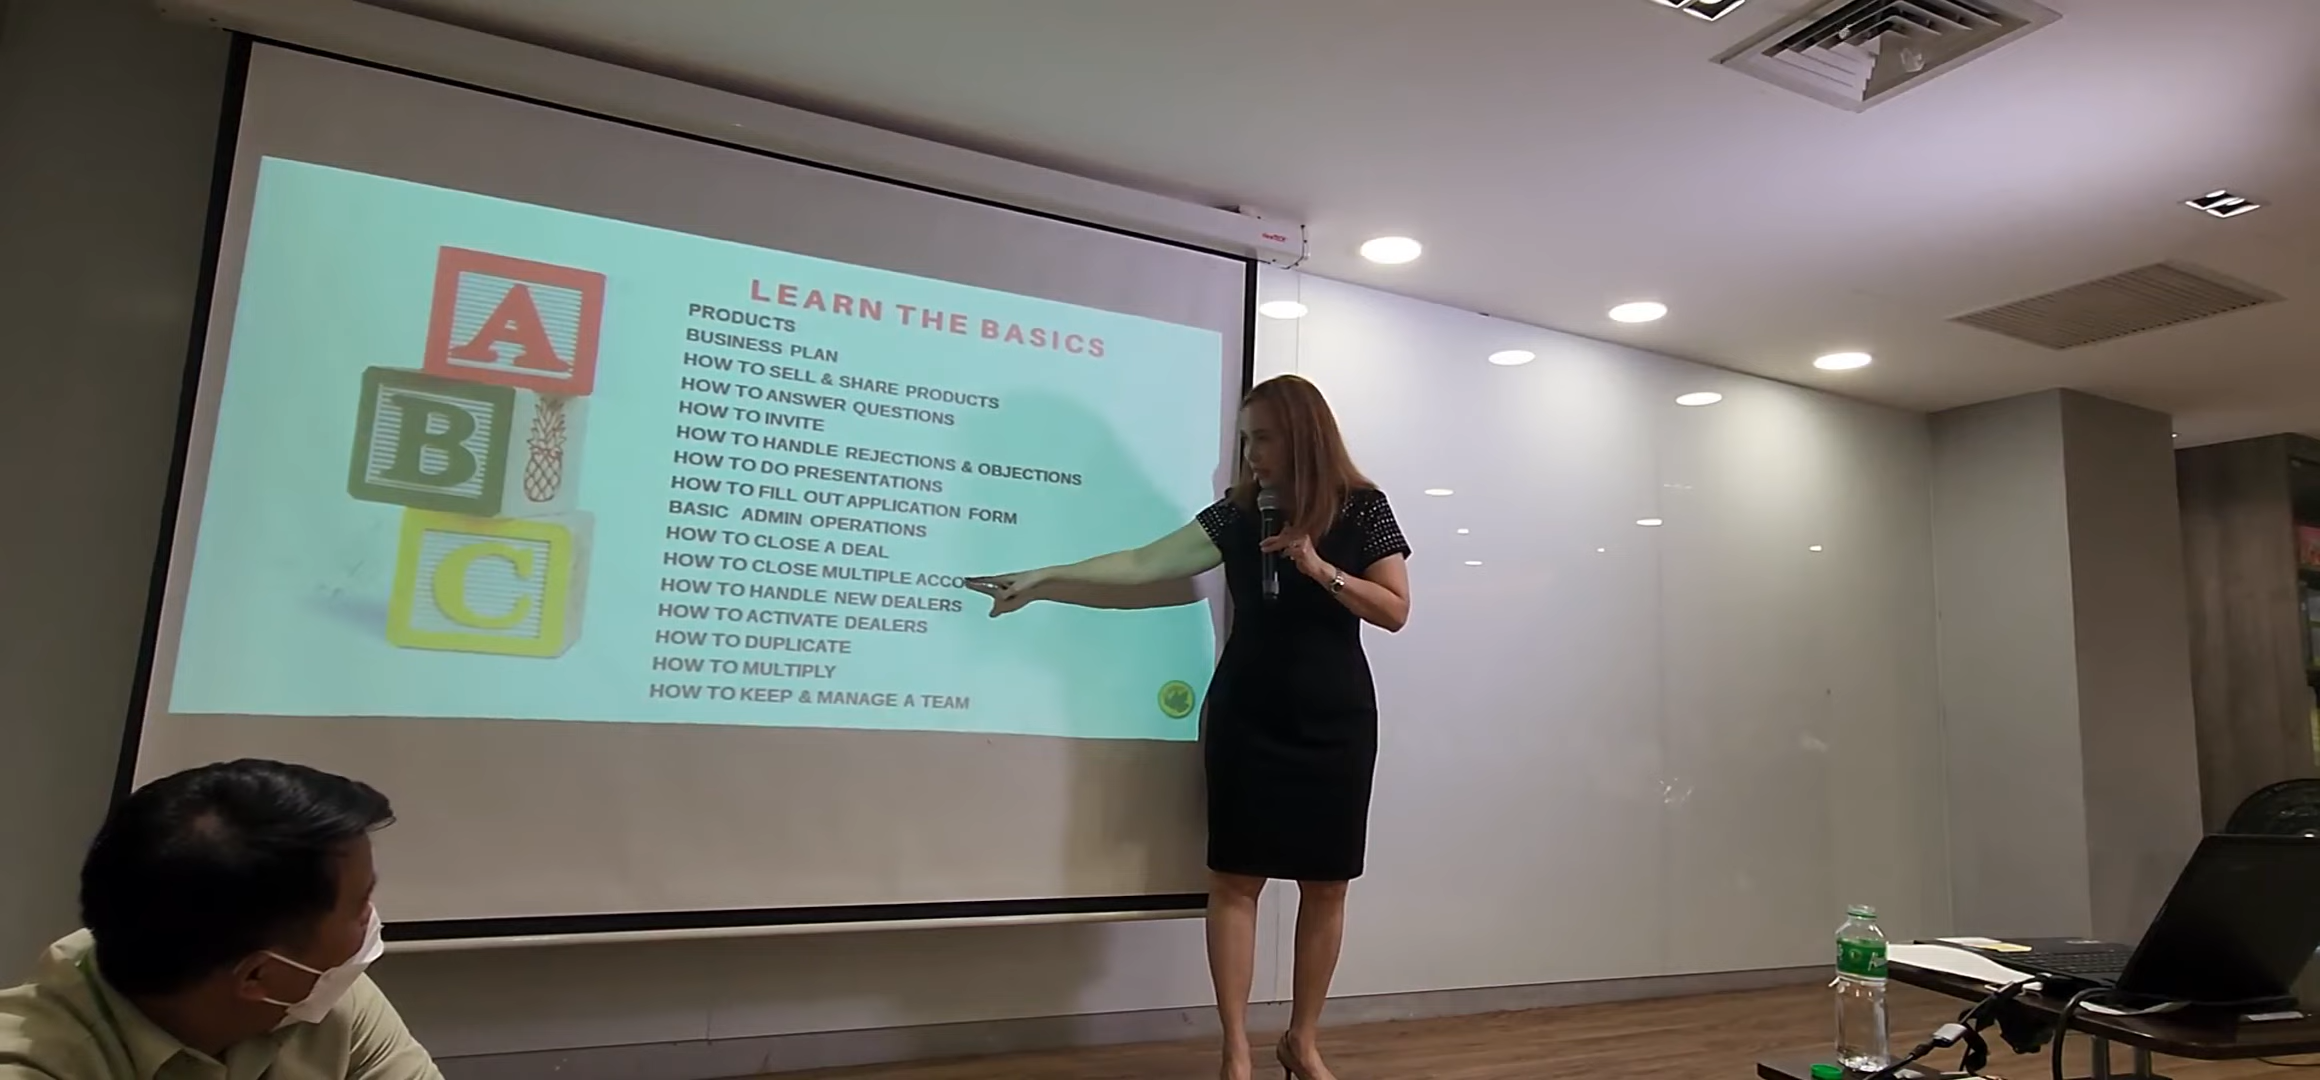 A
B
C
LEARN THE BASICS
PRODUCTS
BUSINESS PLAN
HOW TO SELL & SHARE PRODUCTS
HOW TO ANSWER QUESTIONS
HOW TO INVITE
HOW TO HANDLE REJECTIONS & OBJECTIONS
HOW TO DO PRESENTATIONS
HOW TO FILL OUT APPLICATION FORM
BASIC ADMIN OPERATIONS
HOW TO CLOSE A DEAL
HOW TO CLOSE MULTIPLE ACCO
HOW TO HANDLE NEW DEALERS
HOW TO ACTIVATE DEALERS
HOW TO DUPLICATE
HOW TO MULTIPLY
HOW TO KEEP & MANAGE A TEAM